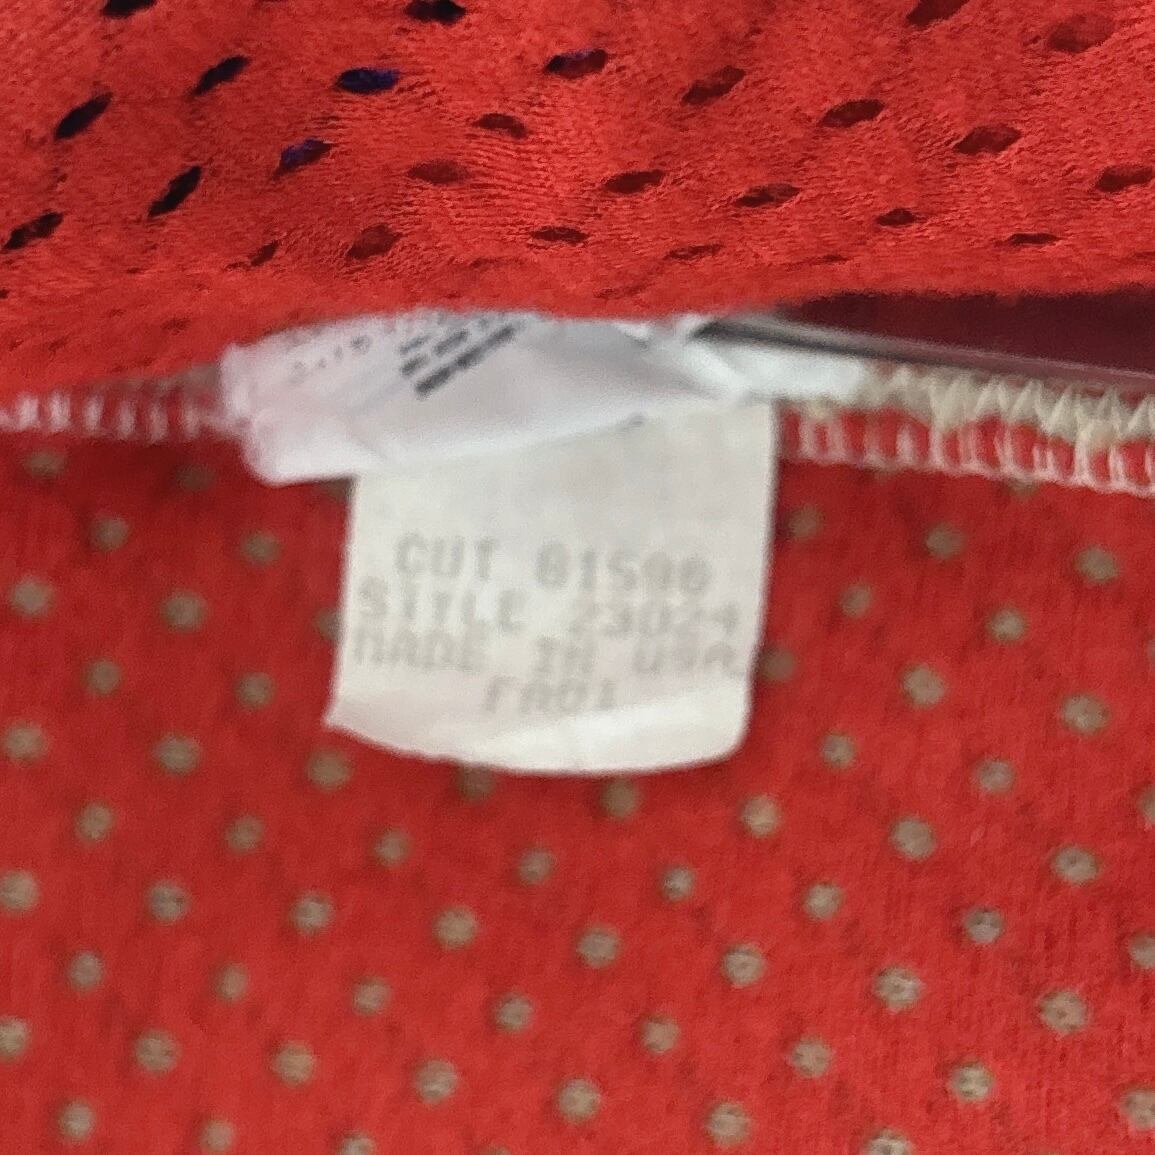 CUT 01590
STYLE 23024
MADE IN USA
FA01